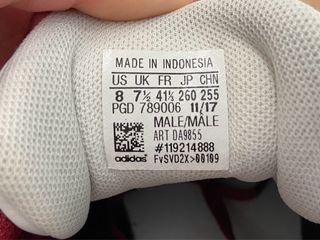 MADE IN INDONESIA
US UK FR JP CHN
8 7½ 41⅓ 260 255
PGD 789006 11/17
MALE/MÂLE
ART DA9855
#119214888
adidas FvSVD2X>00109